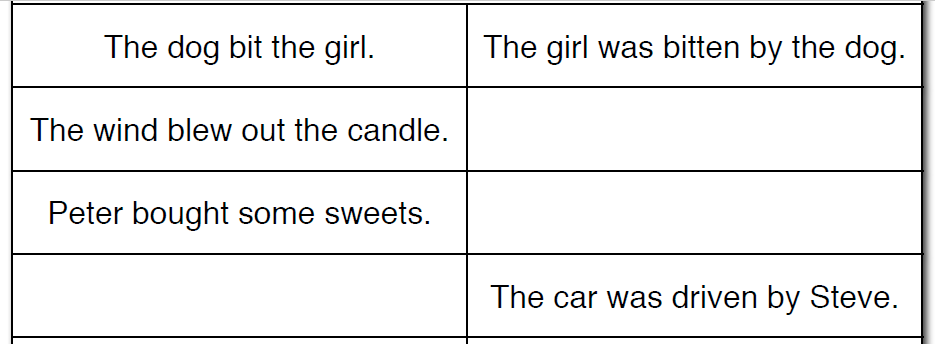 The dog bit the girl.
The girl was bitten by the dog.
The wind blew out the candle.
Peter bought some sweets.
The car was driven by Steve.